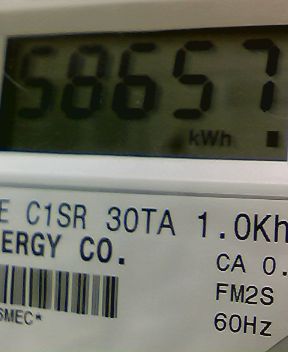 58657
kWh
E C1SR 30TA 1.0Kh
ERGY CO.
CA 0.
FM2S
SMEC*
60Hz